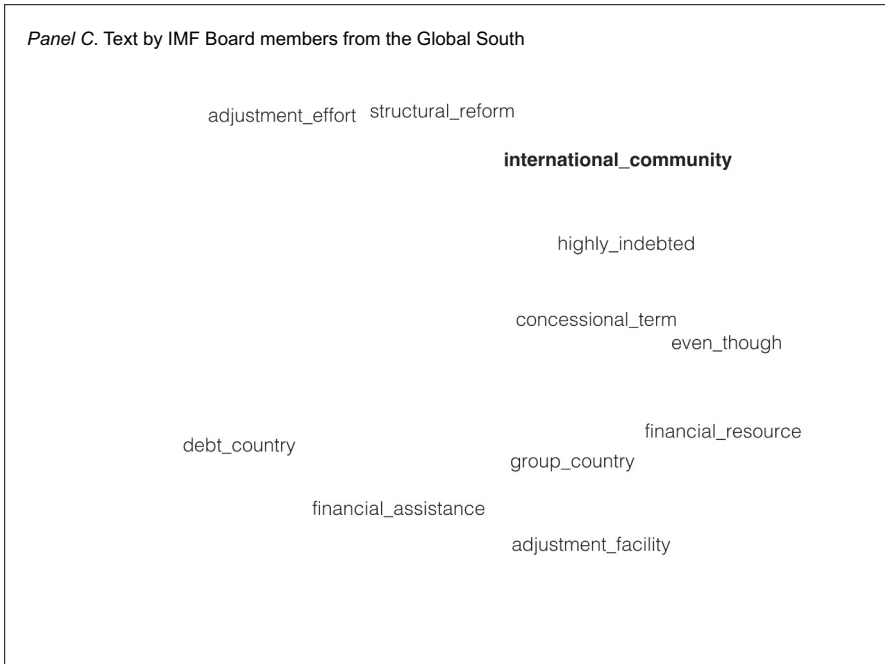 Panel C. Text by IMF Board members from the Global South
adjustment_effort structural_reform
international_community
highly_indebted
concessional_term
even_though
financial_resource
debt_country
group_country
financial_assistance
adjustment_facility